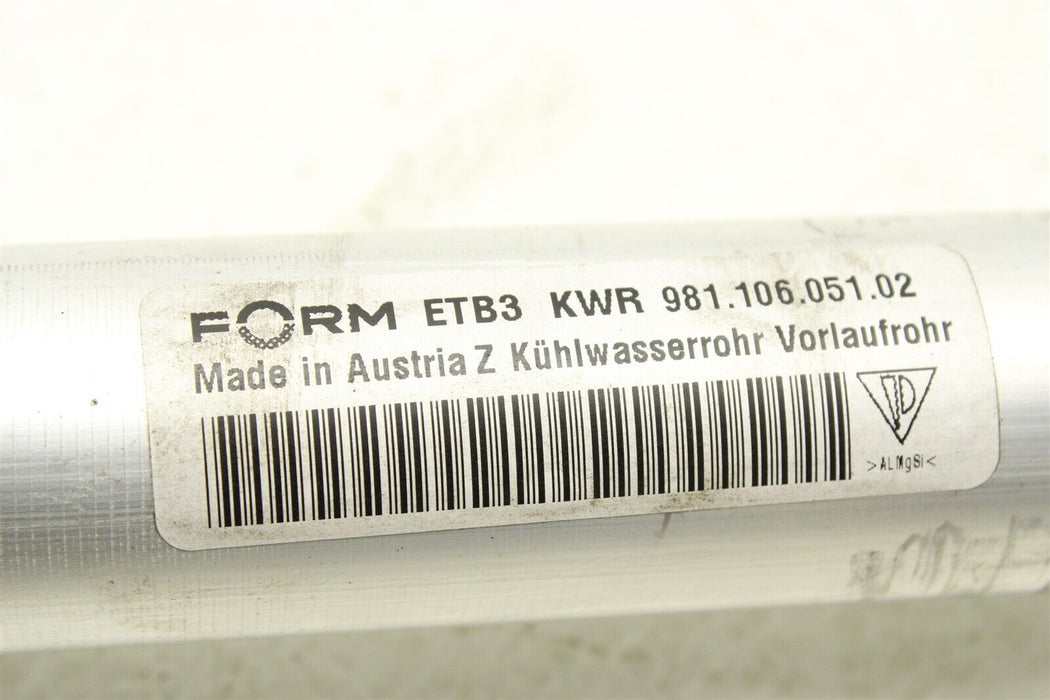 FORM ETB3 KWR 981.106.051.02
Made in Austria Z Kühlwasserrohr Vorlaufrohr
>ALMgSi<